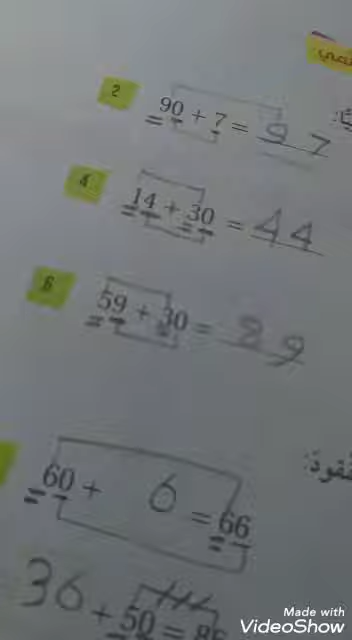 2
90 + 7 = 97
4
14 + 30 = 44
6
59 + 30 = 89
60 + 6 = 66
36 + 50 = 86
Made with
VideoShow